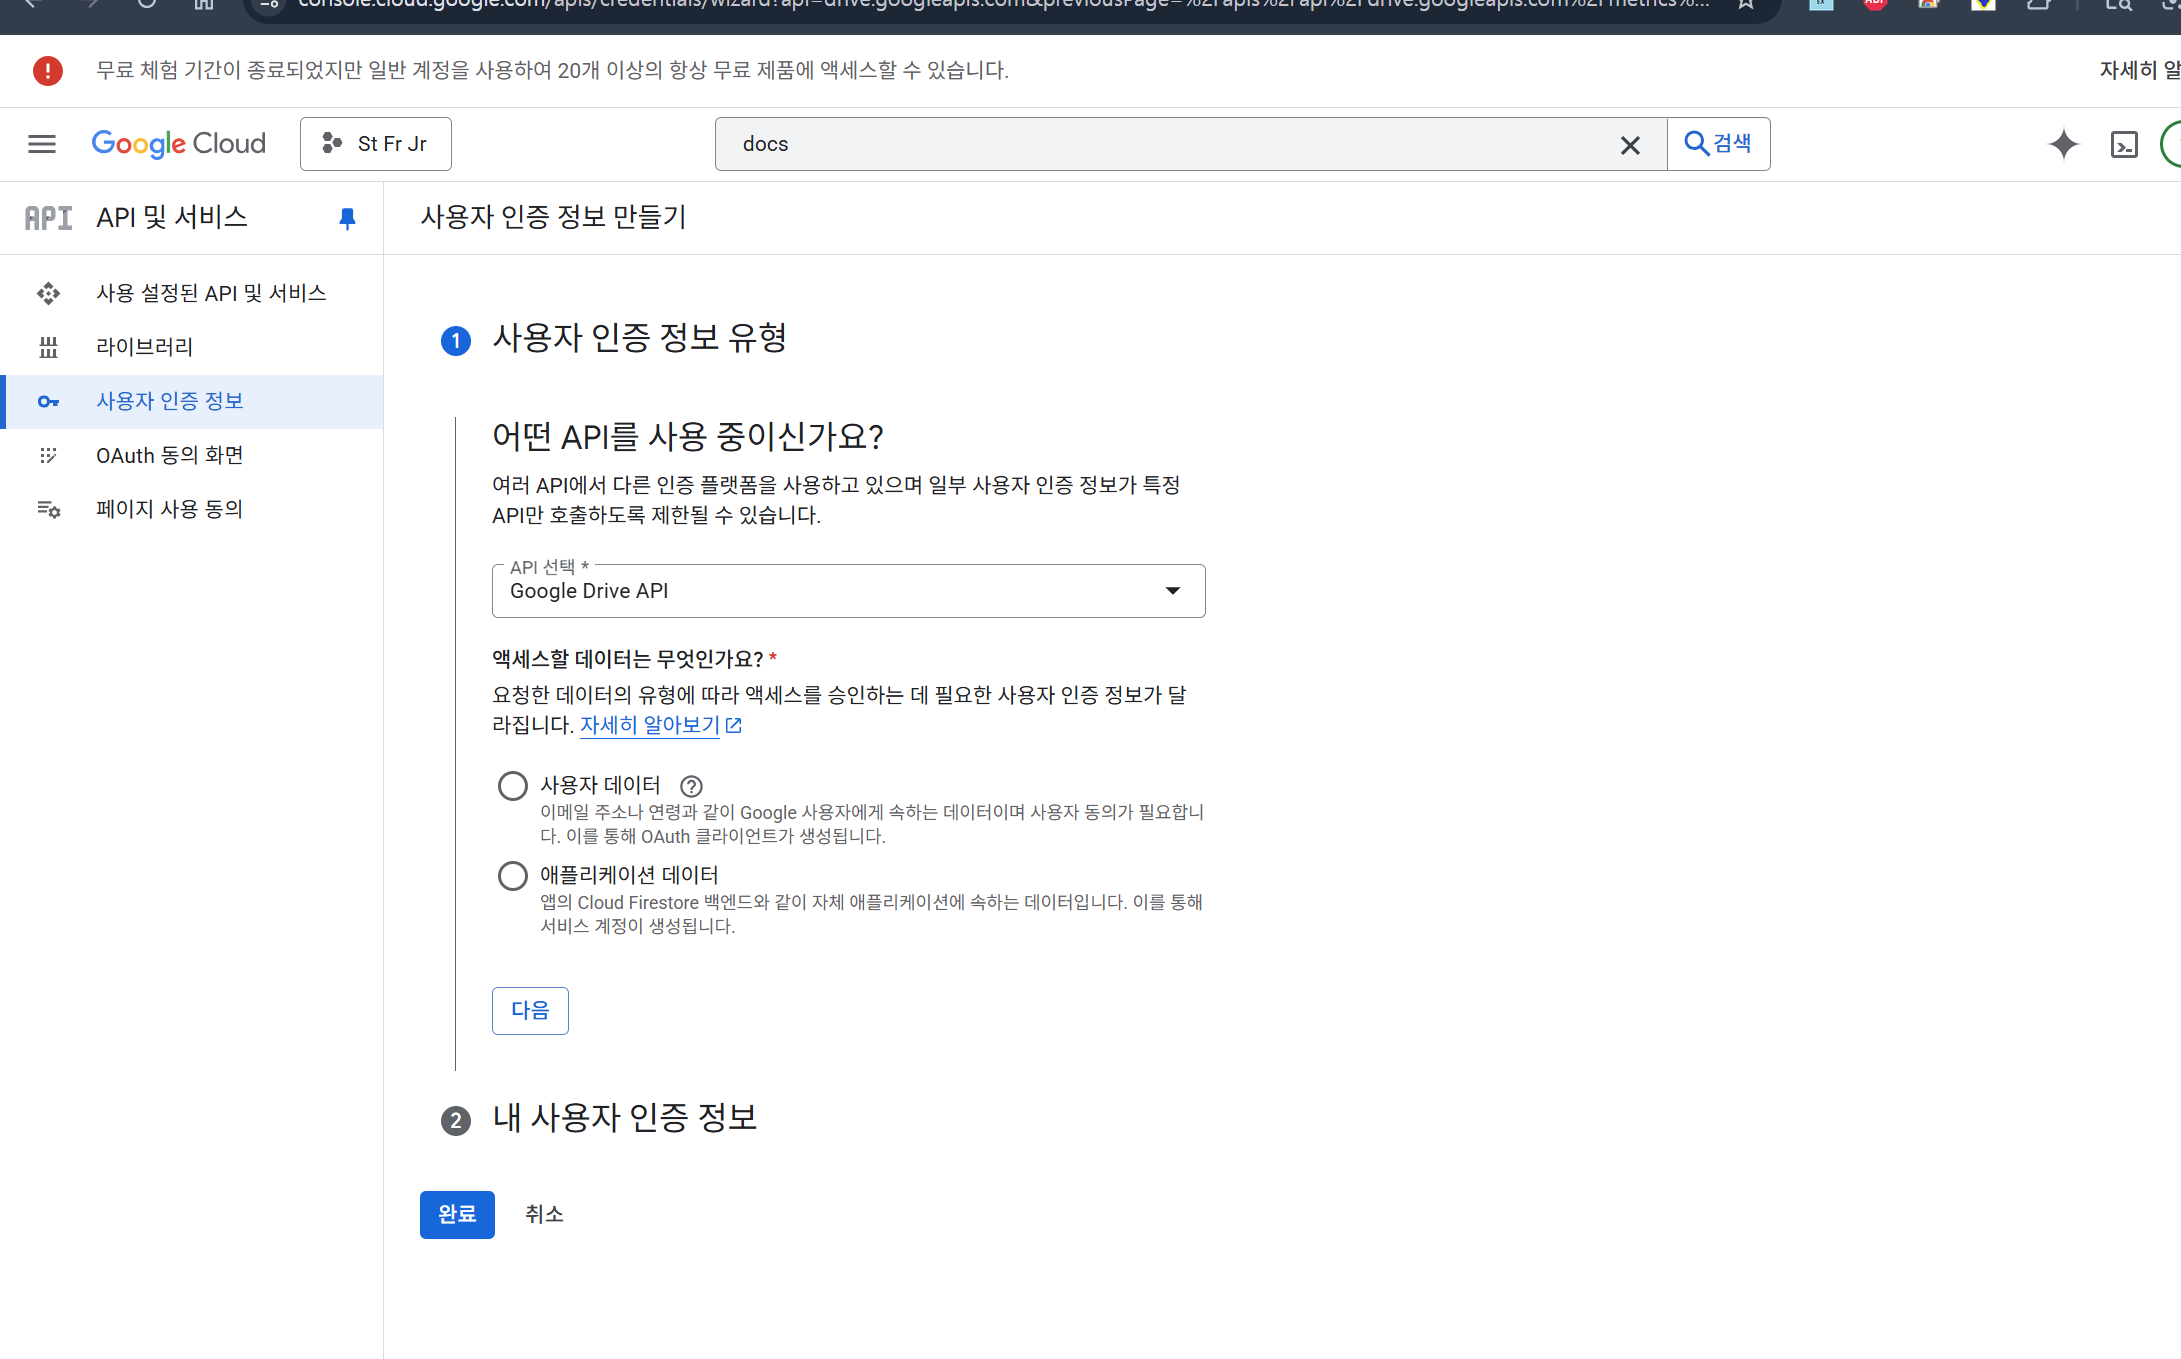 무료 체험 기간이 종료되었지만 일반 계정을 사용하여 20개 이상의 항상 무료 제품에 액세스할 수 있습니다.
자세히
Google Cloud
St Fr Jr
docs
검색
API API 및 서비스
사용자 인증 정보 만들기
사용 설정된 API 및 서비스
라이브러리
사용자 인증 정보
OAuth 동의 화면
페이지 사용 동의
1 사용자 인증 정보 유형
어떤 API를 사용 중이신가요?
여러 API에서 다른 인증 플랫폼을 사용하고 있으며 일부 사용자 인증 정보가 특정
API만 호출하도록 제한될 수 있습니다.
API 선택 *
Google Drive API
액세스할 데이터는 무엇인가요? *
요청한 데이터의 유형에 따라 액세스를 승인하는 데 필요한 사용자 인증 정보가 달
라집니다. 자세히 알아보기
사용자 데이터
이메일 주소나 연령과 같이 Google 사용자에게 속하는 데이터이며 사용자 동의가 필요합니
다. 이를 통해 OAuth 클라이언트가 생성됩니다.
애플리케이션 데이터
앱의 Cloud Firestore 백엔드와 같이 자체 애플리케이션에 속하는 데이터입니다. 이를 통해
서비스 계정이 생성됩니다.
다음
2 내 사용자 인증 정보
완료
취소